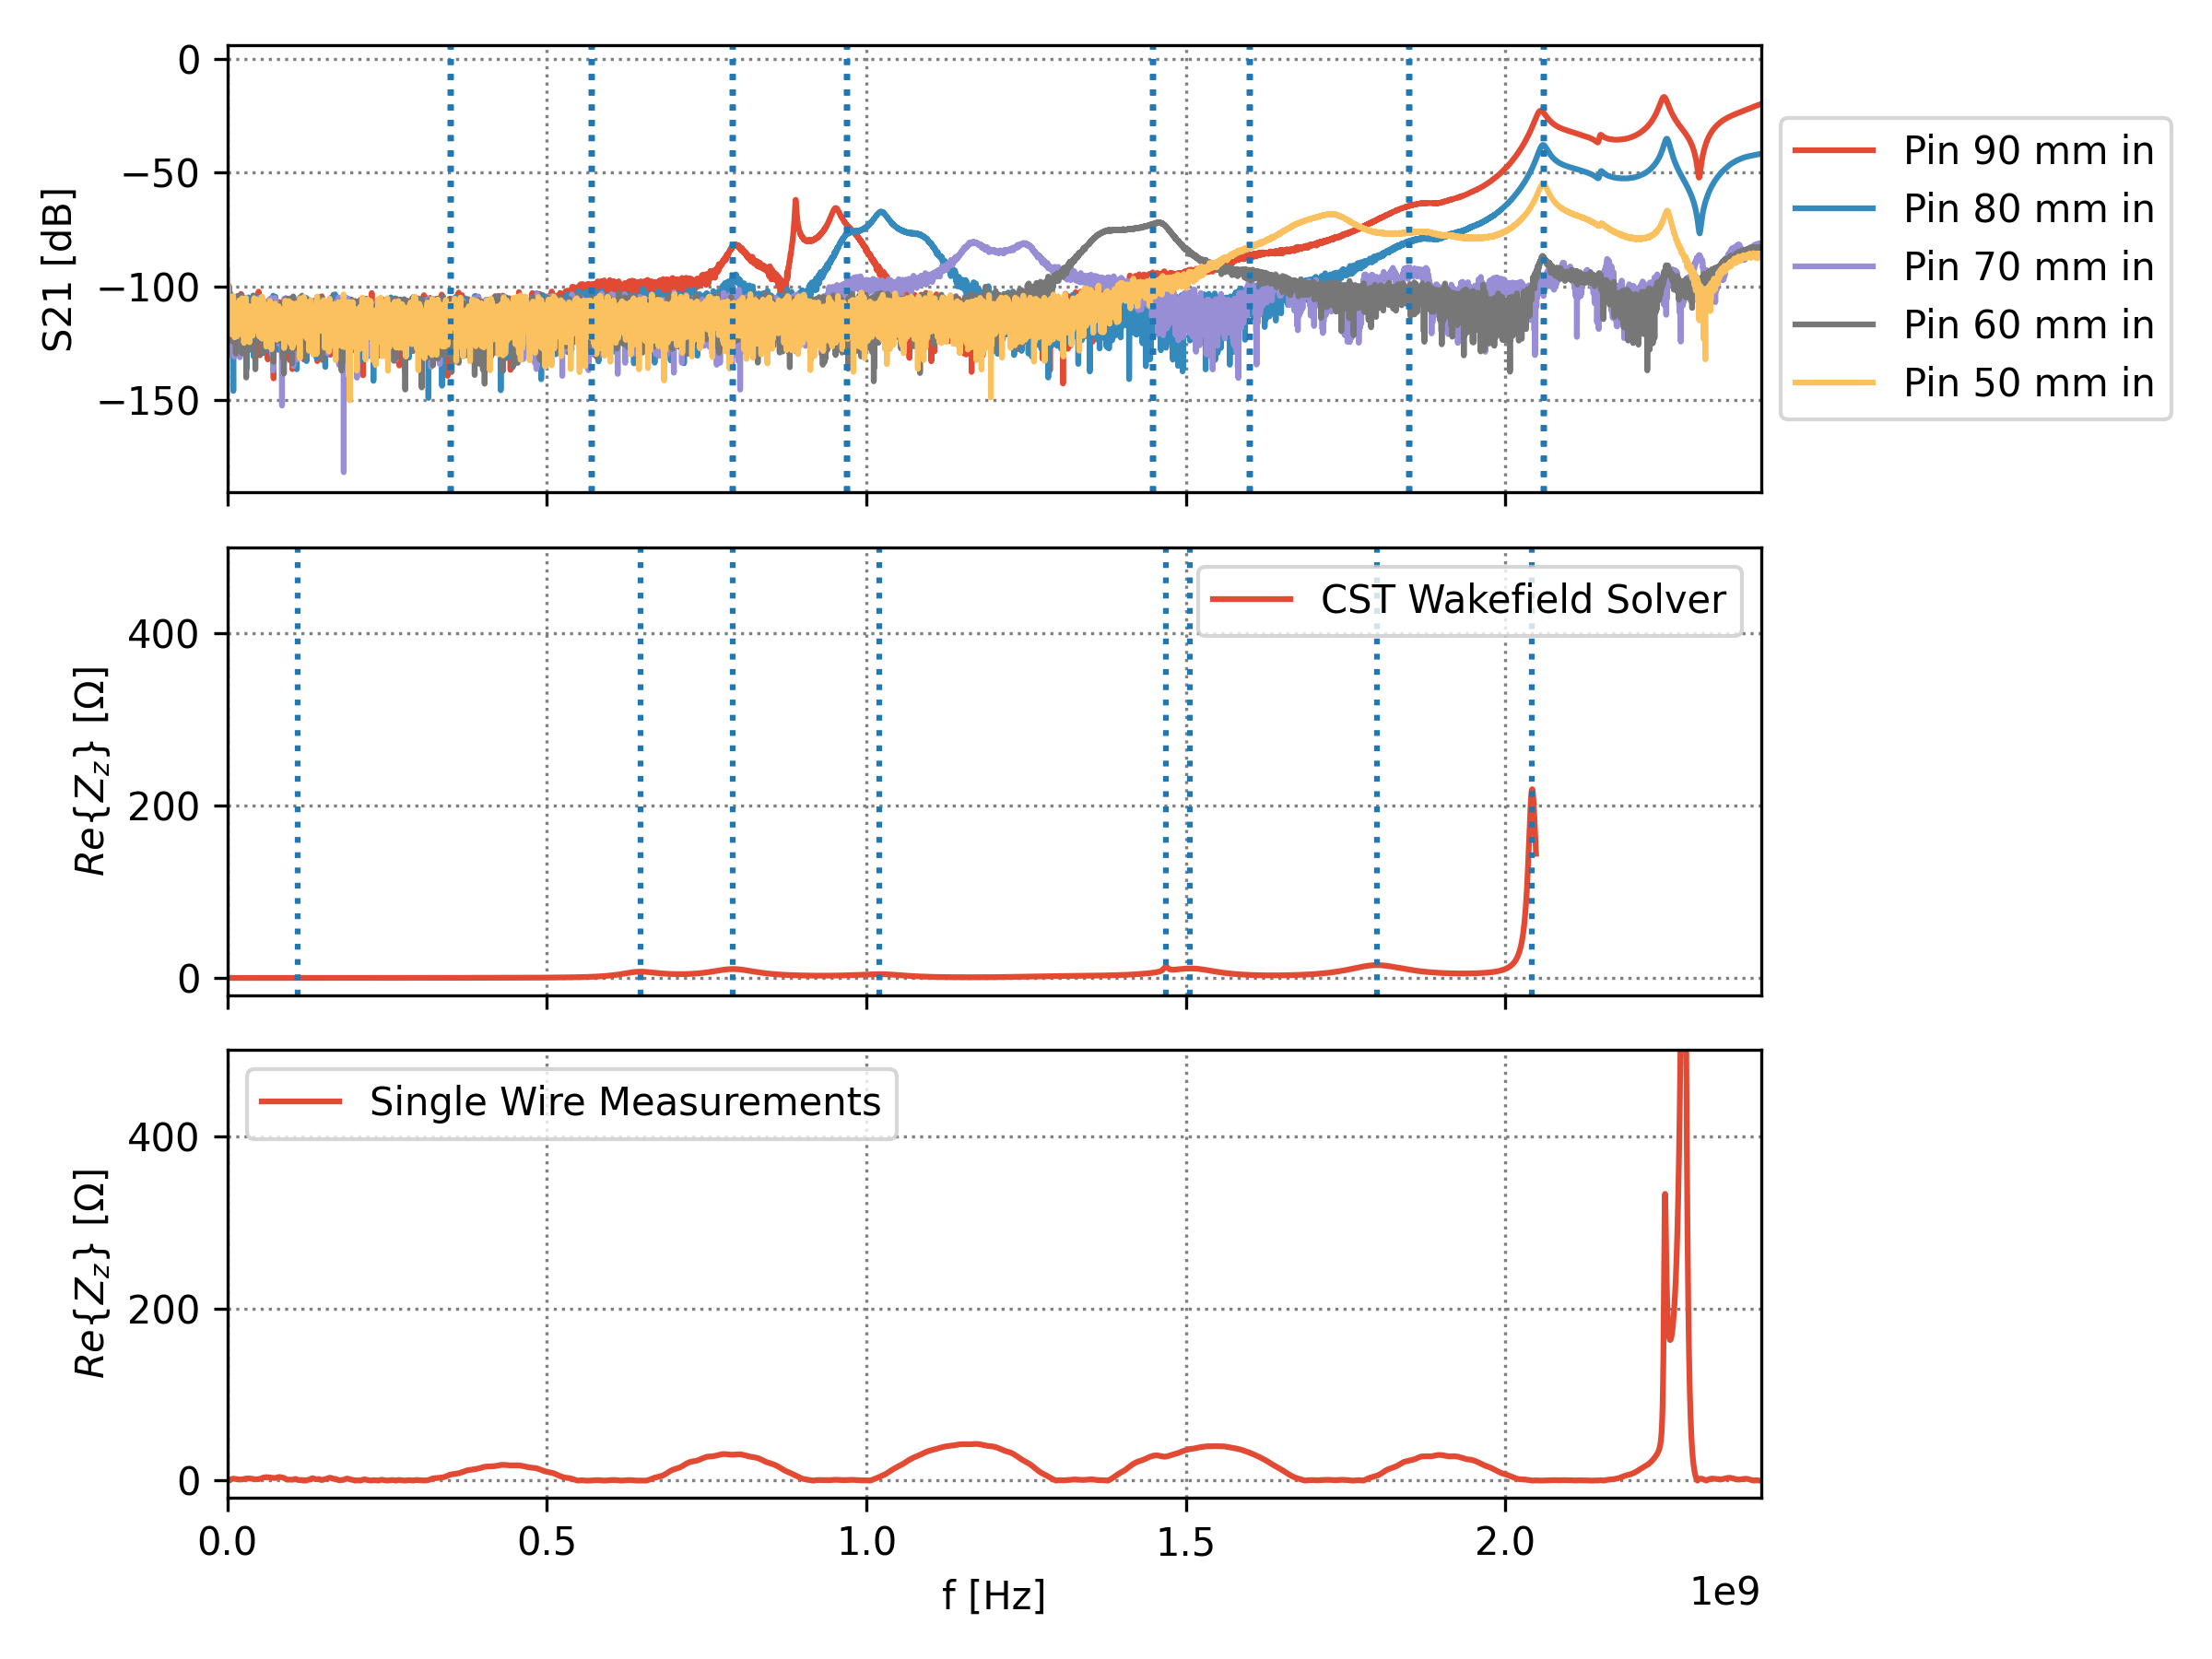 0
−50
−100
−150
S21 [dB]
Pin 90 mm in
Pin 80 mm in
Pin 70 mm in
Pin 60 mm in
Pin 50 mm in
400
200
0
Re{Z_z} [Ω]
CST Wakefield Solver
400
200
0
Re{Z_z} [Ω]
Single Wire Measurements
0.0 0.5 1.0 1.5 2.0
f [Hz]
1e9